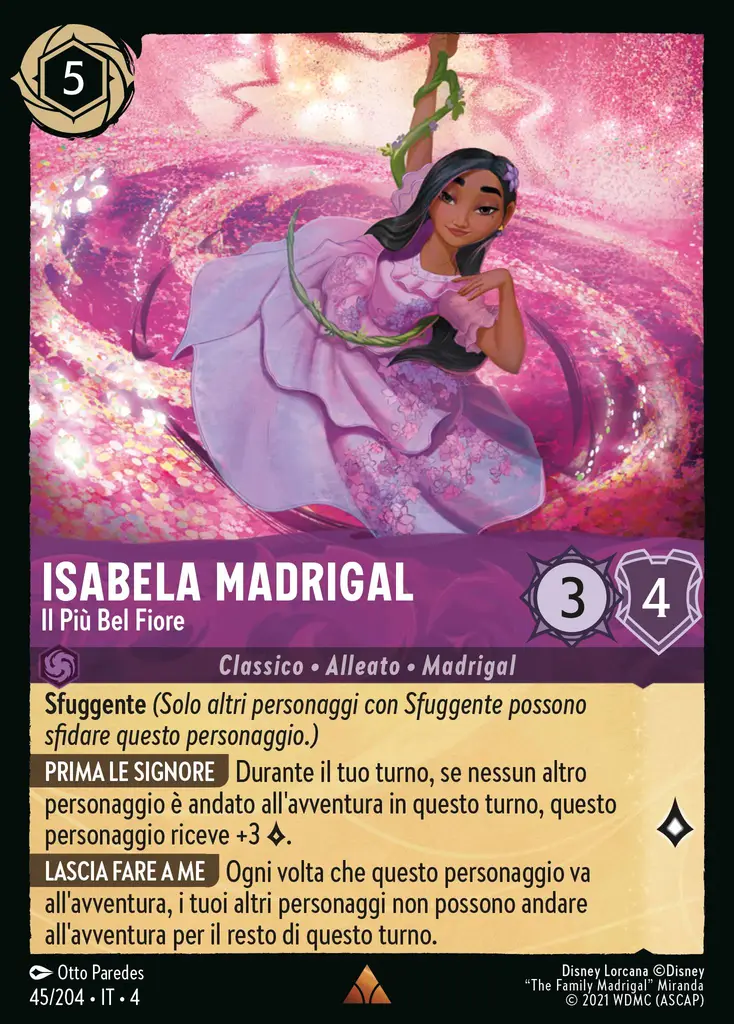 5
ISABELA MADRIGAL
Il Più Bel Fiore
3
4
Classico • Alleato • Madrigal
Sfuggente (Solo altri personaggi con Sfuggente possono
sfidare questo personaggio.)
PRIMA LE SIGNORE Durante il tuo turno, se nessun altro
personaggio è andato all'avventura in questo turno, questo
personaggio riceve +3 .
LASCIA FARE A ME Ogni volta che questo personaggio va
all'avventura, i tuoi altri personaggi non possono andare
all'avventura per il resto di questo turno.
Otto Paredes
45/204 • IT • 4
Disney Lorcana ©Disney
“The Family Madrigal” Miranda
© 2021 WDMC (ASCAP)